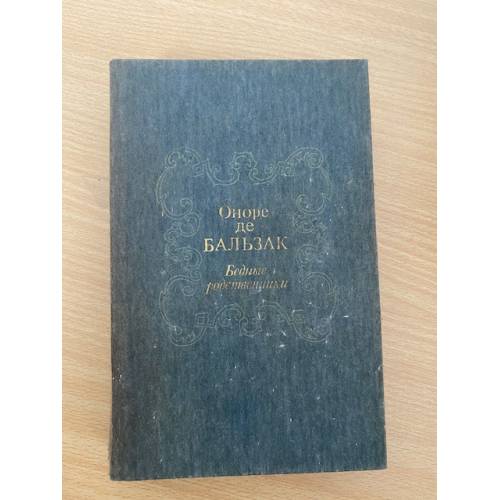 Оноре
де
БАЛЬЗАК
Бедные
родственники